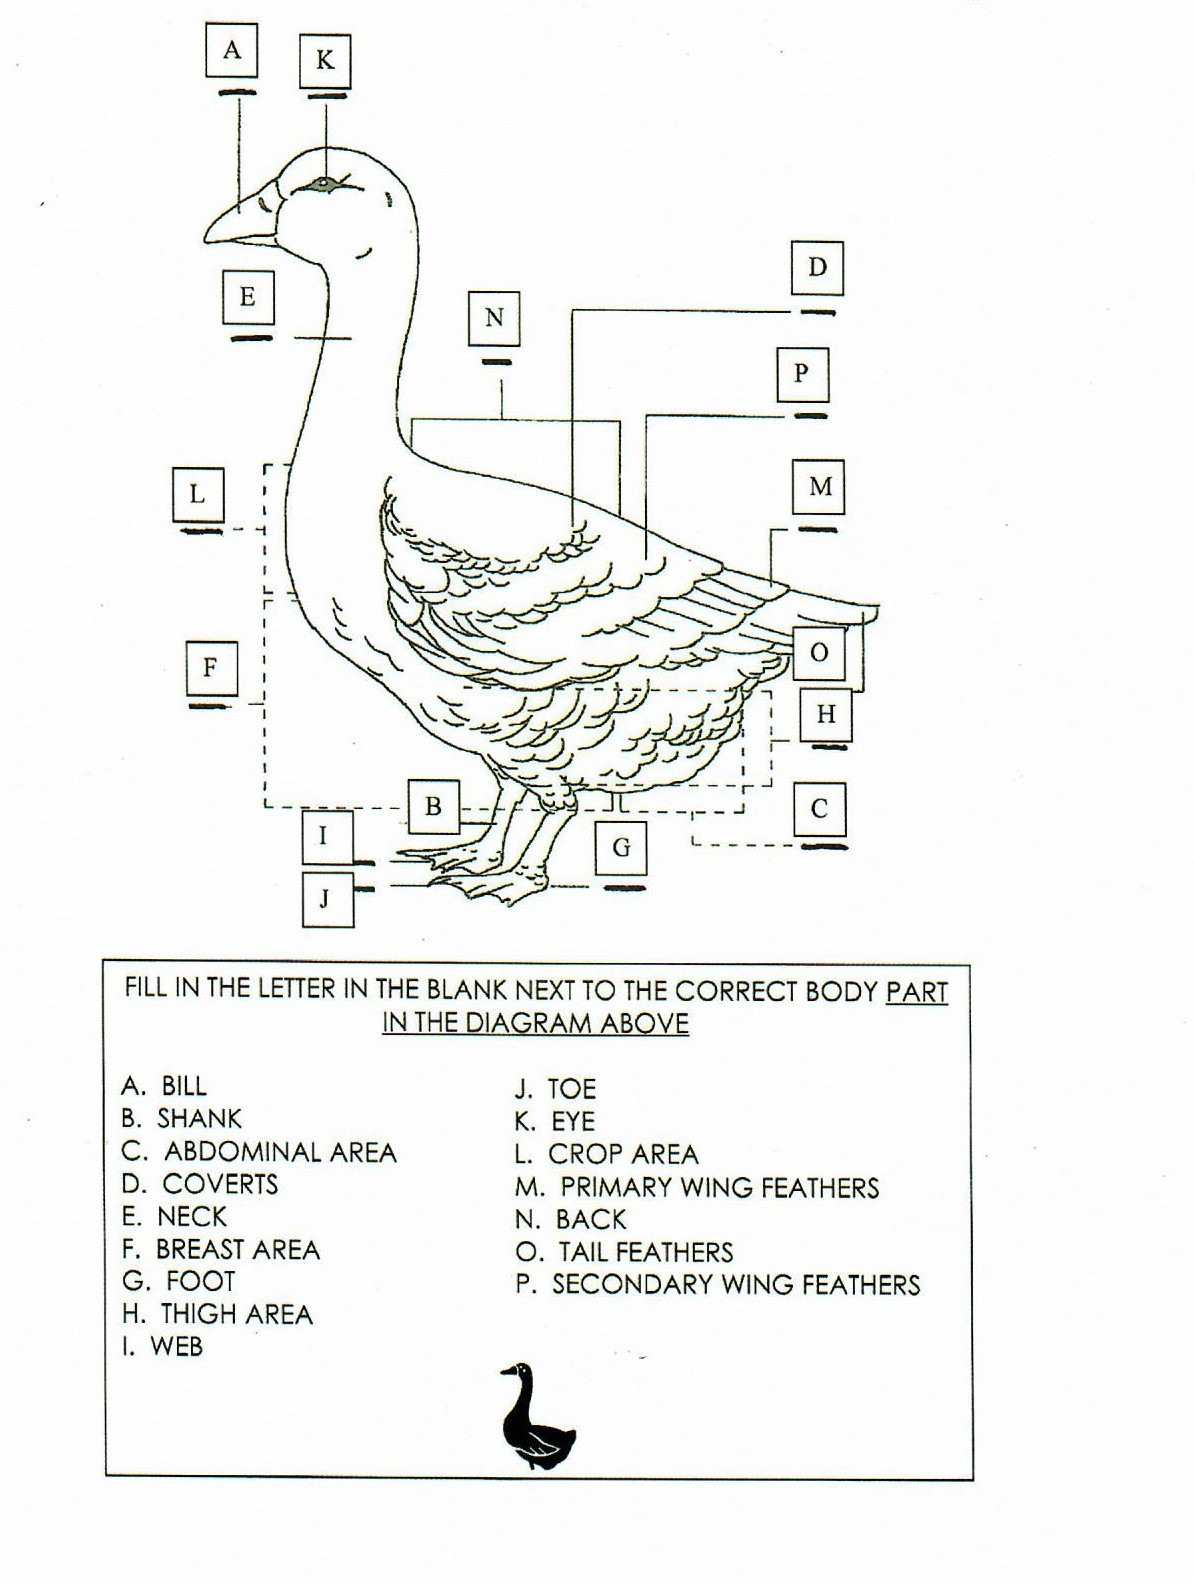 A
K
E
N
D
P
L
M
F
O
H
B
C
I
G
J
FILL IN THE LETTER IN THE BLANK NEXT TO THE CORRECT BODY PART
IN THE DIAGRAM ABOVE
A. BILL
B. SHANK
C. ABDOMINAL AREA
D. COVERTS
E. NECK
F. BREAST AREA
G. FOOT
H. THIGH AREA
I. WEB
J. TOE
K. EYE
L. CROP AREA
M. PRIMARY WING FEATHERS
N. BACK
O. TAIL FEATHERS
P. SECONDARY WING FEATHERS